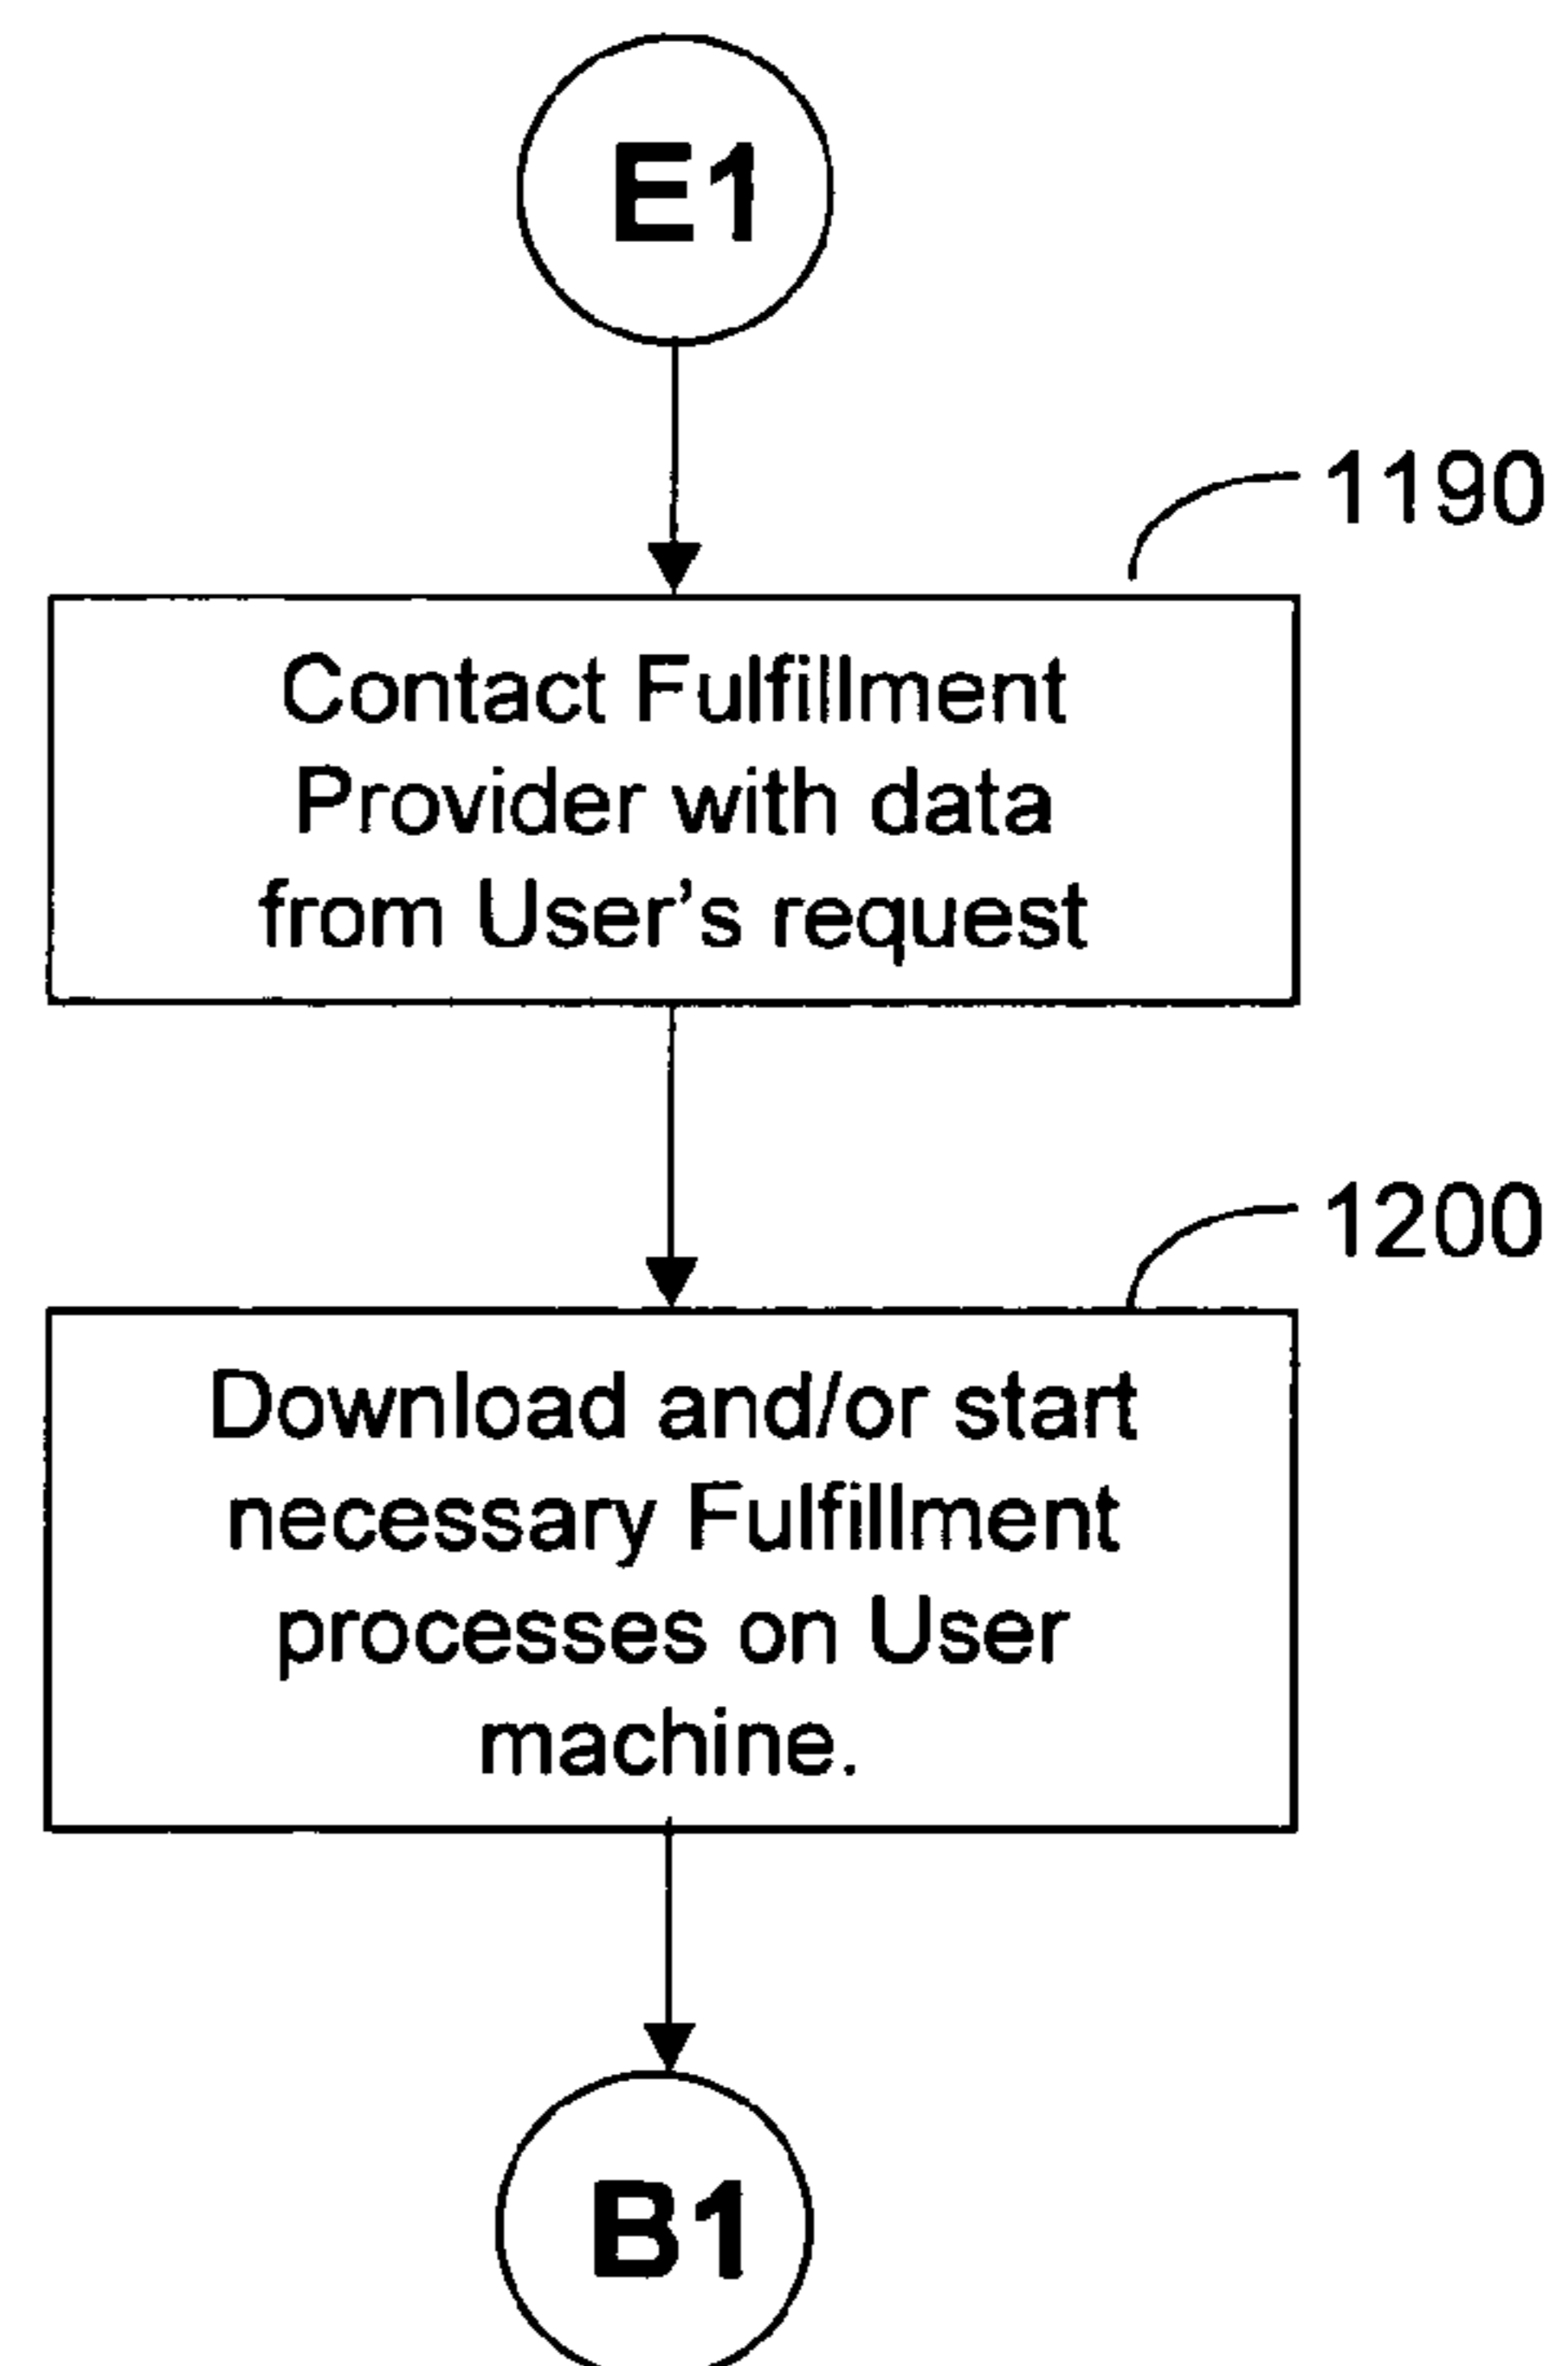 E1
1190
Contact Fulfillment
Provider with data
from User's request
1200
Download and/or start
necessary Fulfillment
processes on User
machine.
B1